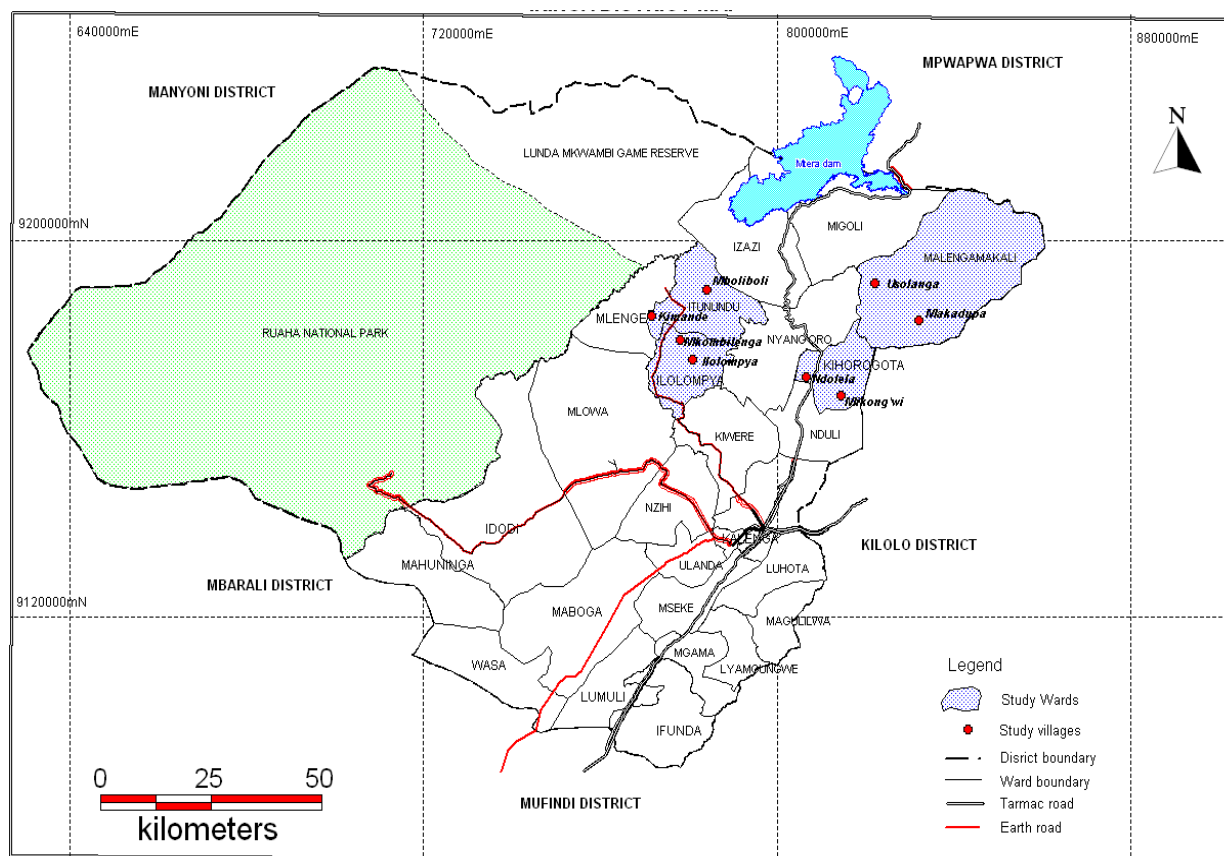 640000mE
720000mE
800000mE
880000mE
MPWAPWA DISTRICT
MANYONI DISTRICT
N
LUNDA MKWAMBI GAME RESERVE
Mtera dam
9200000mN
MIGOLI
IZAZI
MALENGAMAKALI
Mboliboli
Usolanga
ITUNUNDU
MLENGE
Kimande
Makadupa
RUAHA NATIONAL PARK
NYANGORO
Mkombilenga
Ilolompya
KIHOROGOTA
ILOLOMPYA
Ndolela
Mikong'wi
MLOWA
KIWERE
NDULI
NZIHI
IDODI
KALENGA
KILOLO DISTRICT
MAHUNINGA
ULANDA
LUHOTA
MBARALI DISTRICT
9120000mN
MABOGA
MSEKE
MAGULILWA
MGAMA
WASA
LYAMGUNGWE
LUMULI
IFUNDA
Legend
Study Wards
Study villages
Disrict boundary
Ward boundary
Tarmac road
Earth road
0 25 50
kilometers
MUFINDI DISTRICT